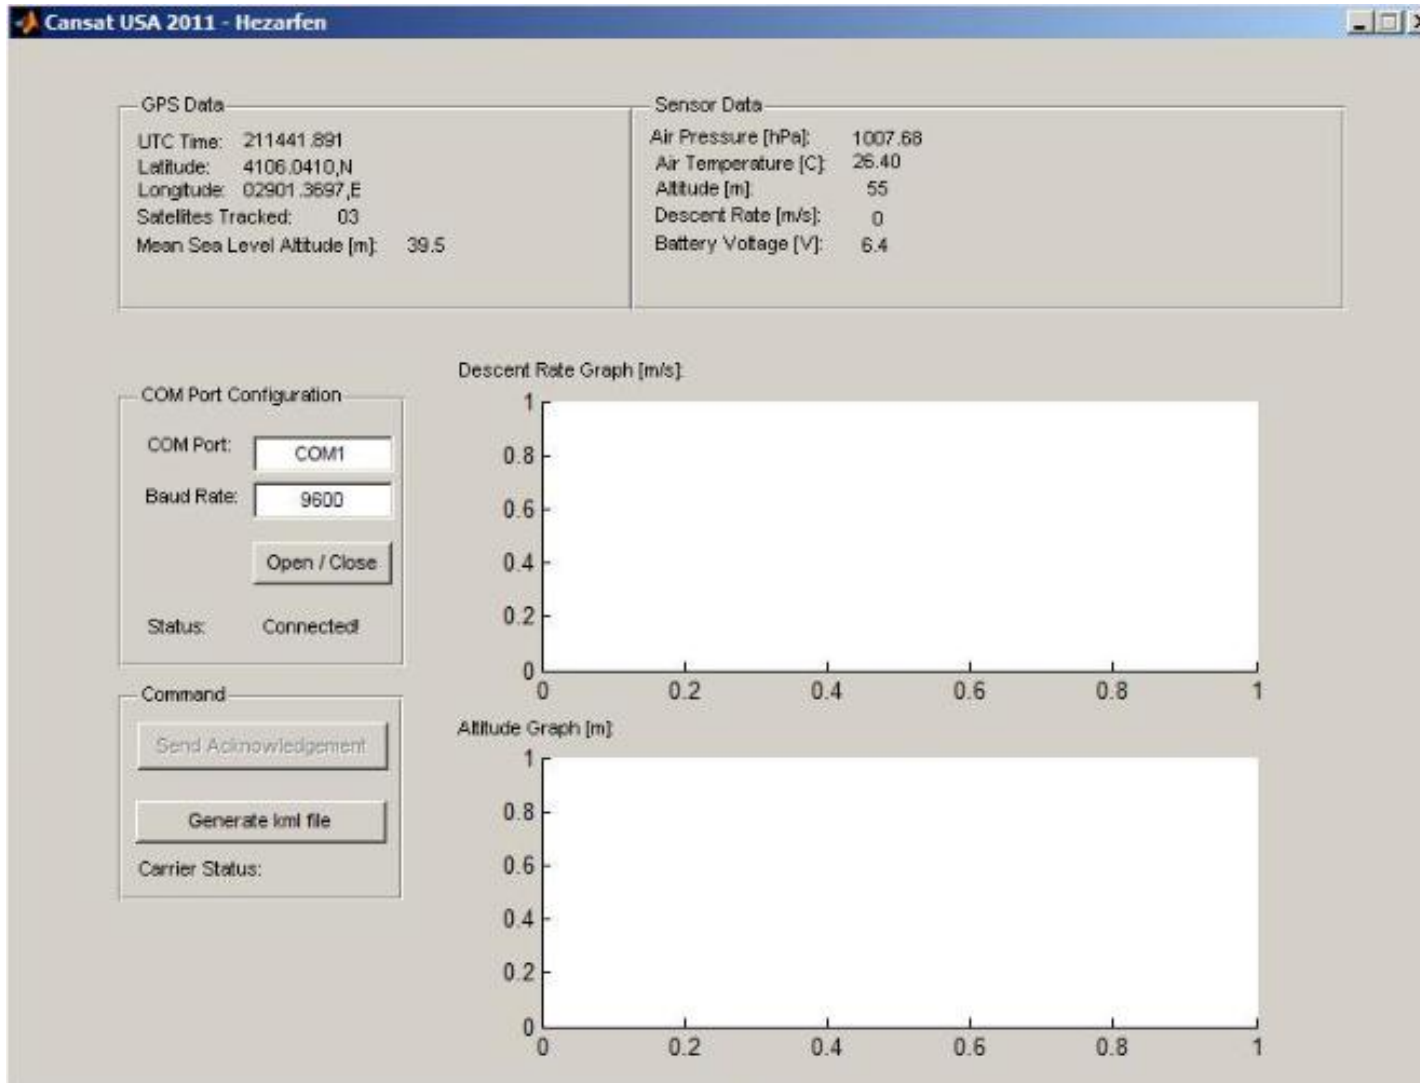 Cansat USA 2011 - Hezarfen
GPS Data
UTC Time: 211441.891
Latitude: 4106.0410,N
Longitude: 02901.3697,E
Satellites Tracked: 03
Mean Sea Level Altitude [m]: 39.5
Sensor Data
Air Pressure [hPa]: 1007.68
Air Temperature [C]: 26.40
Altitude [m]: 55
Descent Rate [m/s]: 0
Battery Voltage [V]: 6.4
COM Port Configuration
COM Port: COM1
Baud Rate: 9600
Open / Close
Status: Connected!
Command
Send Acknowledgement
Generate kml file
Carrier Status:
Descent Rate Graph [m/s]:
1
0.8
0.6
0.4
0.2
0
0 0.2 0.4 0.6 0.8 1
Altitude Graph [m]:
1
0.8
0.6
0.4
0.2
0
0 0.2 0.4 0.6 0.8 1